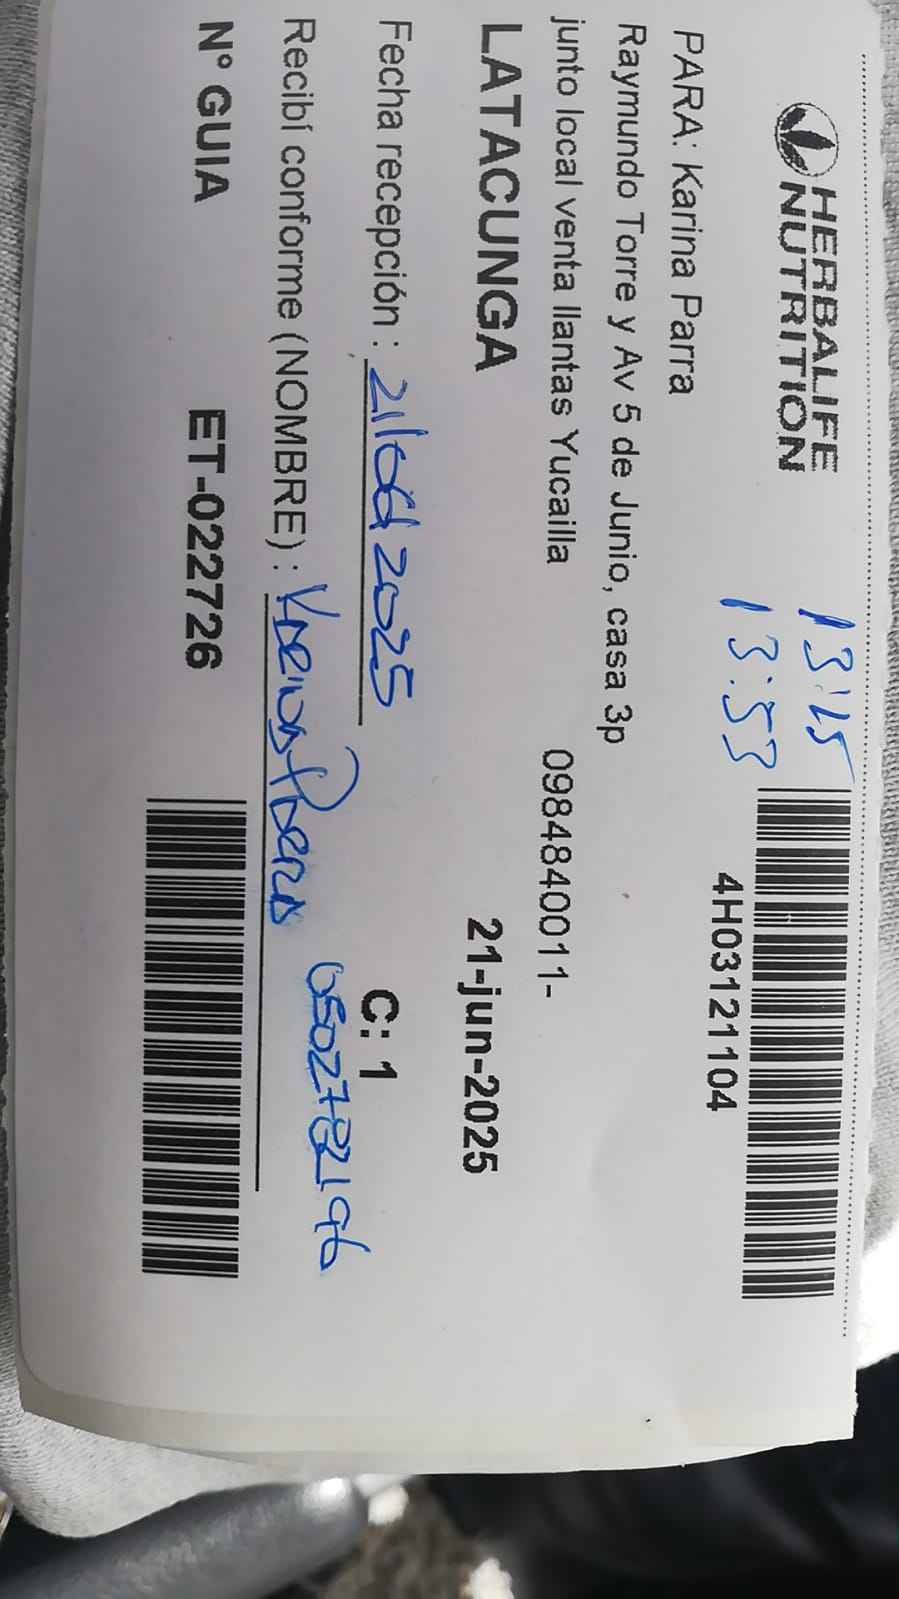 HERBALIFE
NUTRITION
13:15
13:53
4H03121104
PARA: Karina Parra
Raymundo Torre y Av 5 de Junio, casa 3p
junto local venta llantas Yucailla 0984840011-
LATACUNGA 21-jun-2025
Fecha recepción : 21/06/2025 C: 1
Recibí conforme (NOMBRE) : 0502782196
N° GUIA ET-022726